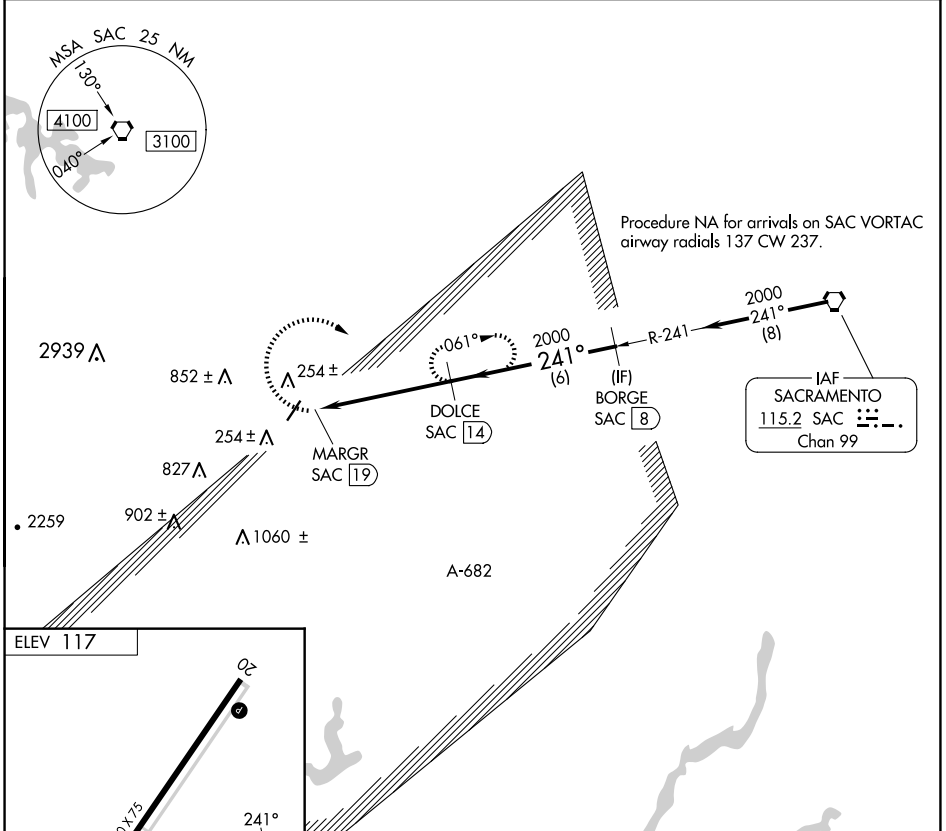 MSA SAC 25 NM
130°
4100
3100
040°
Procedure NA for arrivals on SAC VORTAC
airway radials 137 CW 237.
2000
241°
(8)
R-241
2000
241°
(6)
061°
(IF)
BORGE
SAC 8
IAF
SACRAMENTO
115.2 SAC
Chan 99
DOLCE
SAC 14
MARGR
SAC 19
2939
852 ±
254 ±
254 ±
827
902 ±
2259
1060 ±
A-682
ELEV 117
20
X 75
241°